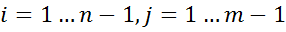 i = 1 … n − 1, j = 1 … m − 1